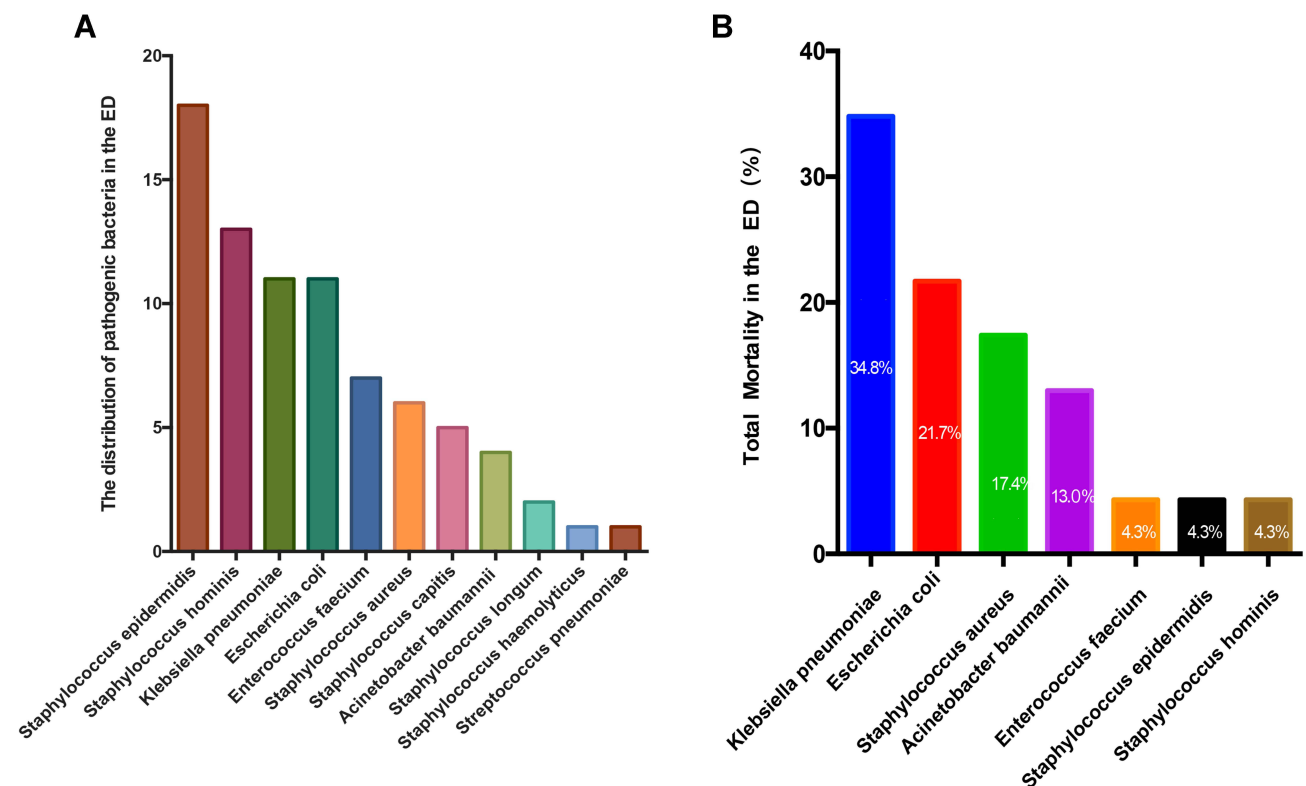 A
The distribution of pathogenic bacteria in the ED
20
15
10
5
0
Staphylococcus epidermidis
Staphylococcus hominis
Klebsiella pneumoniae
Escherichia coli
Enterococcus faecium
Staphylococcus aureus
Staphylococcus capitis
Acinetobacter baumannii
Staphylococcus longum
Staphylococcus haemolyticus
Streptococcus pneumoniae
B
Total Mortality in the ED (%)
40
30
20
10
0
34.8%
21.7%
17.4%
13.0%
4.3%
4.3%
4.3%
Klebsiella pneumoniae
Escherichia coli
Staphylococcus aureus
Acinetobacter baumannii
Enterococcus faecium
Staphylococcus epidermidis
Staphylococcus hominis